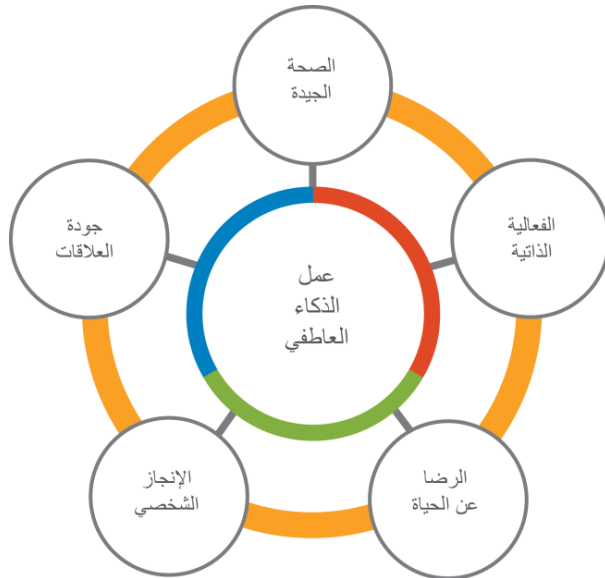 الصحة
الجيدة
الفعالية
الذاتية
جودة
العلاقات
عمل
الذكاء
العاطفي
الرضا
عن الحياة
الإنجاز
الشخصي